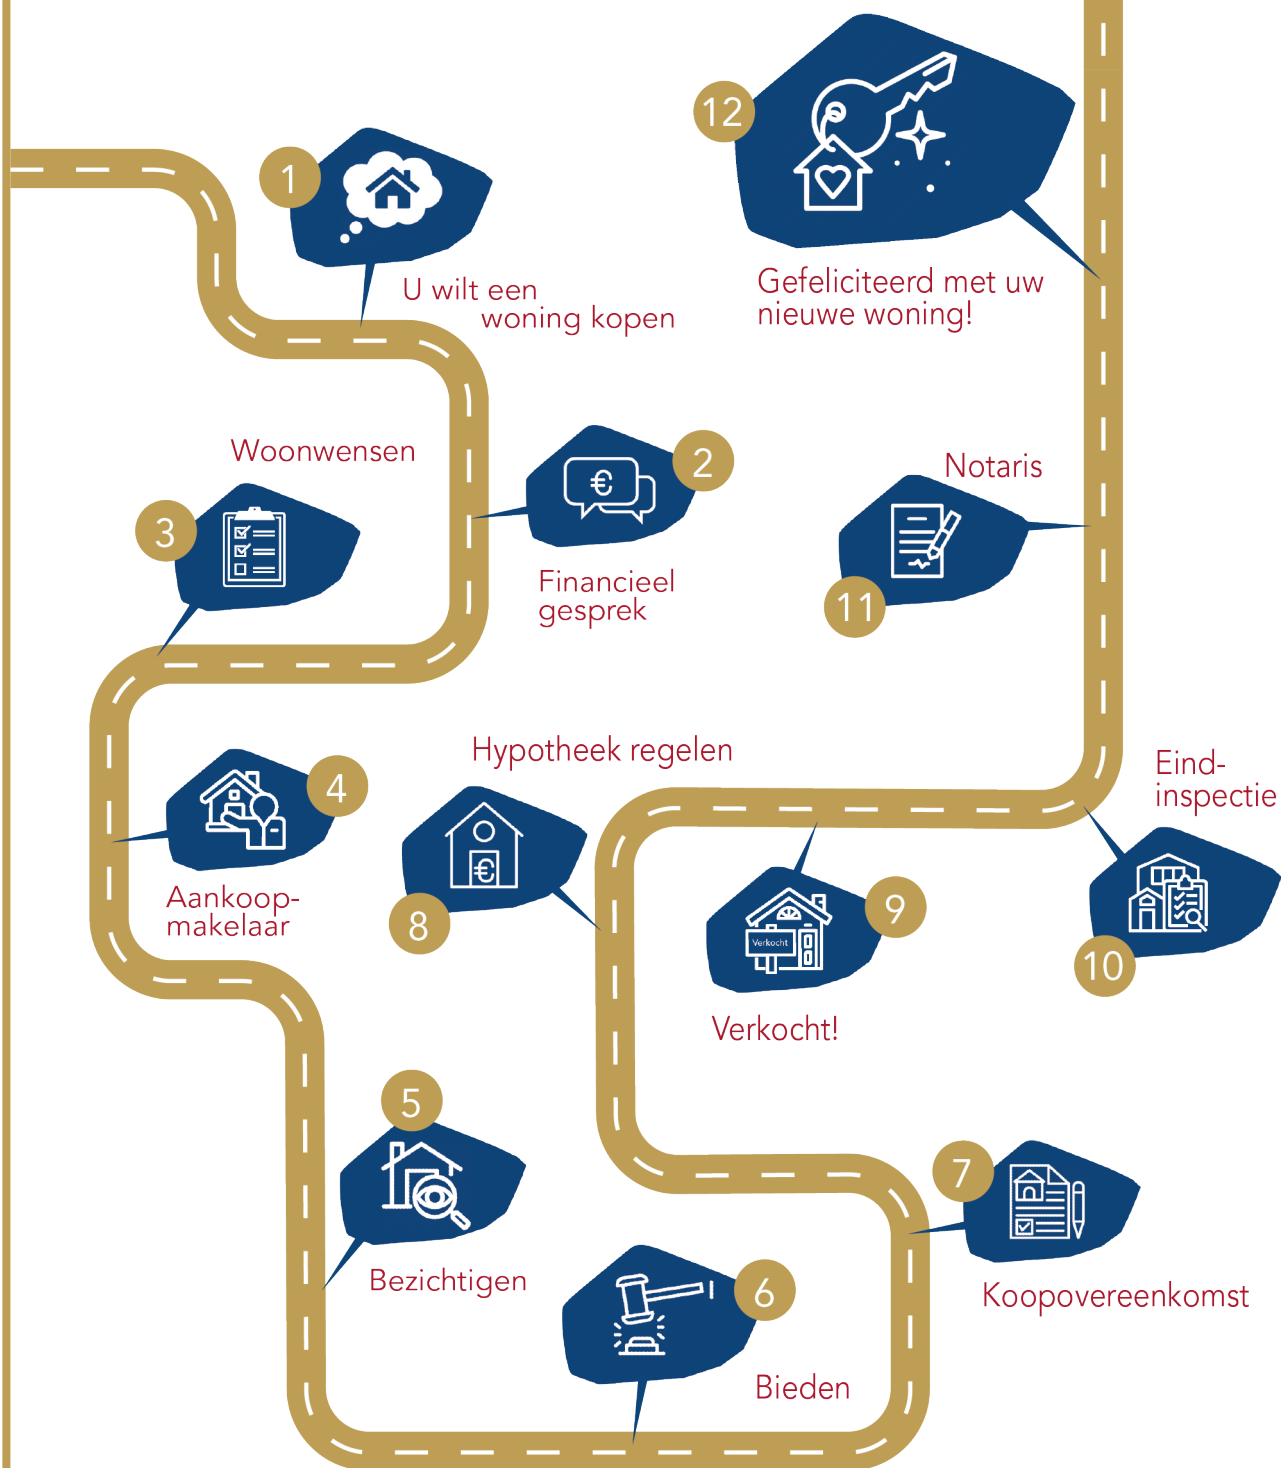 1
U wilt een
woning kopen
2
€
Financieel
gesprek
3
Woonwensen
4
Aankoop-
makelaar
5
Bezichtigen
6
Bieden
7
Koopovereenkomst
8
Hypotheek regelen
€
9
Verkocht
Verkocht!
10
Eind-
inspectie
11
Notaris
12
Gefeliciteerd met uw
nieuwe woning!